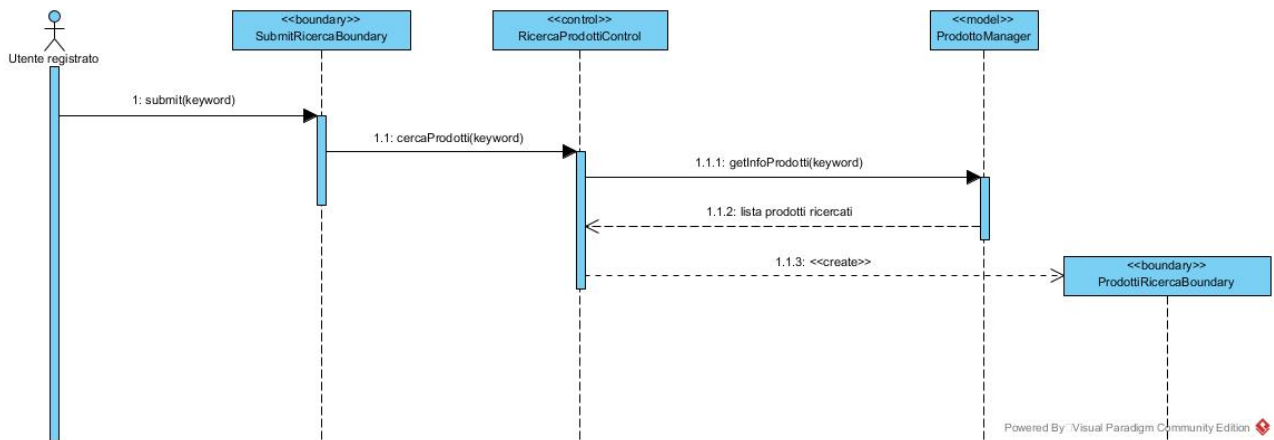 <<boundary>>
SubmitRicercaBoundary
<<control>>
RicercaProdottiControl
<<model>>
ProdottoManager
Utente registrato
1: submit(keyword)
1.1: cercaProdotti(keyword)
1.1.1: getInfoProdotti(keyword)
1.1.2: lista prodotti ricercati
1.1.3: <<create>>
<<boundary>>
ProdottiRicercaBoundary
Powered By Visual Paradigm Community Edition